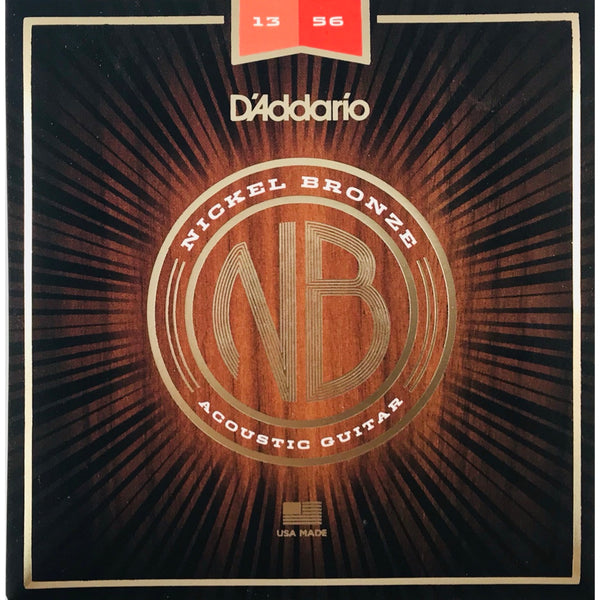 13 56
D'Addario
NICKEL BRONZE
NB
ACOUSTIC GUITAR
USA MADE